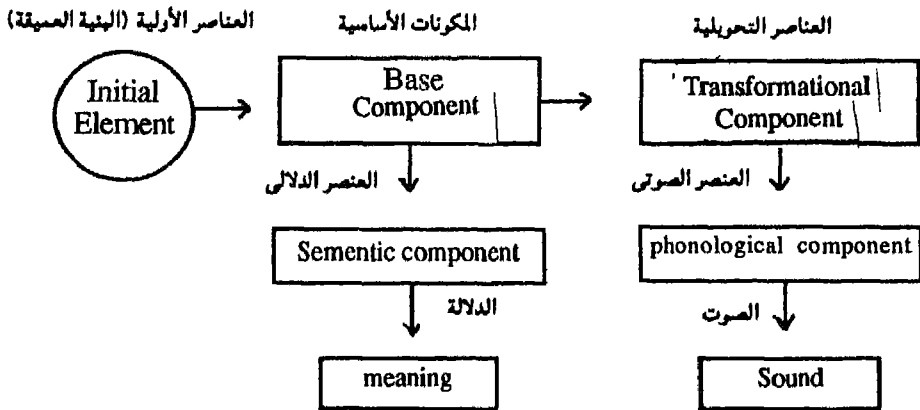 العناصر الأولية (البنية العميقة)
المكونات الأساسية
العناصر التحويلية
Initial
Element
Base
Component
Transformational
Component
العنصر الدلالى
العنصر الصوتى
Sementic component
phonological component
الدلالة
الصوت
meaning
Sound